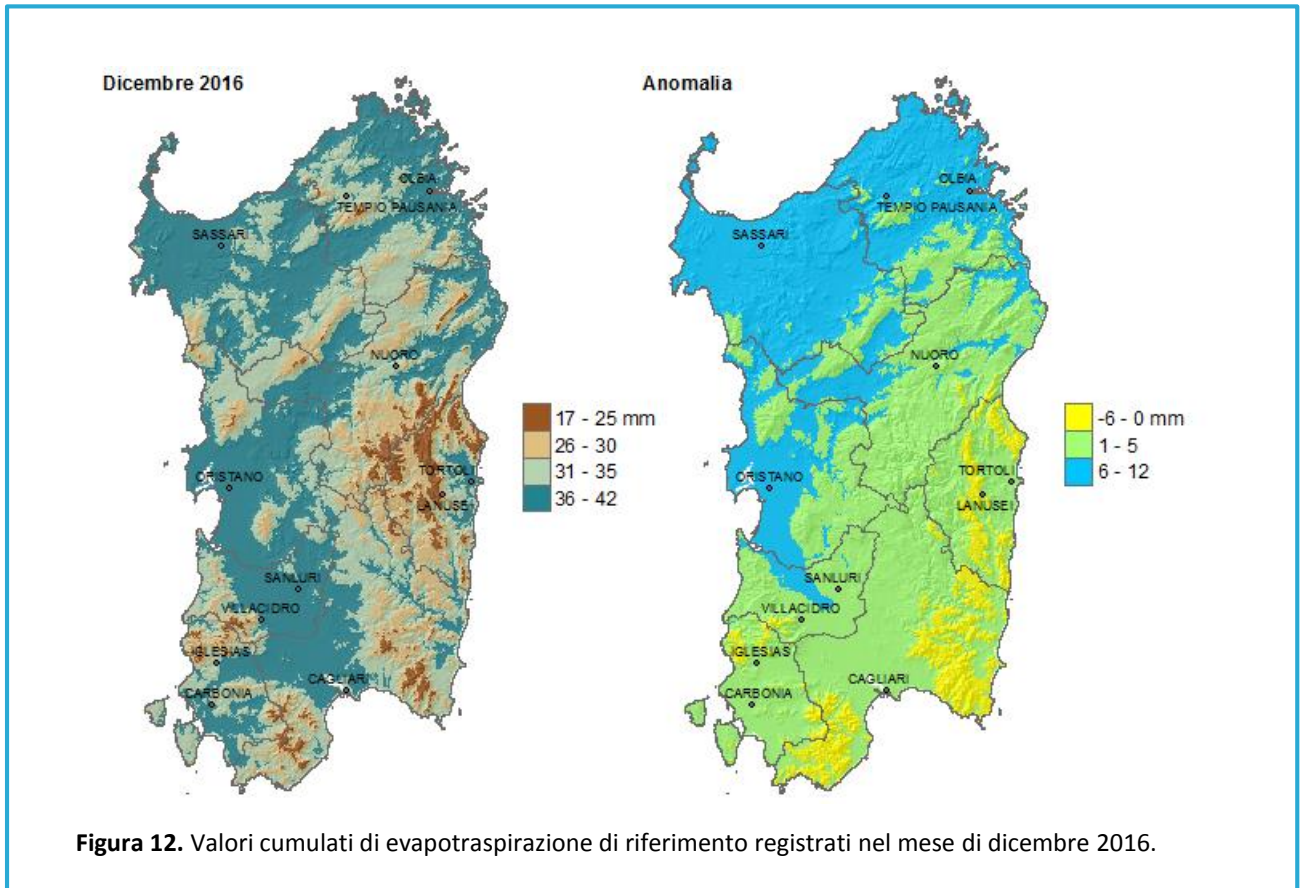 Dicembre 2016
OLBIA
TEMPIO PAUSANIA
SASSARI
NUORO
ORISTANO
TORTOLI
LANUSEI
SANLURI
VILLACIDRO
IGLESIAS
CAGLIARI
CARBONIA
17 - 25 mm
26 - 30
31 - 35
36 - 42
Anomalia
OLBIA
TEMPIO PAUSANIA
SASSARI
NUORO
ORISTANO
TORTOLI
LANUSEI
SANLURI
VILLACIDRO
IGLESIAS
CAGLIARI
CARBONIA
-6 - 0 mm
1 - 5
6 - 12
Figura 12. Valori cumulati di evapotraspirazione di riferimento registrati nel mese di dicembre 2016.